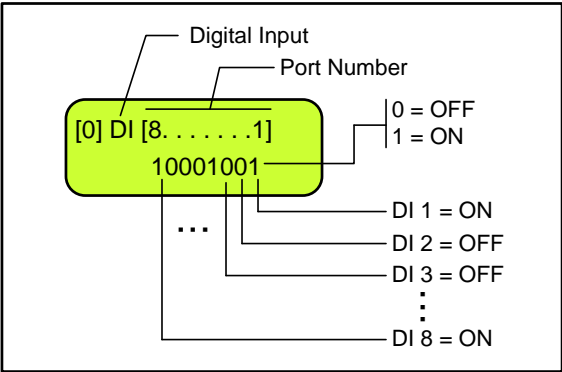 Digital Input
Port Number
0 = OFF
1 = ON
[0] DI [8. . . . . . .1]
10001001
...
DI 1 = ON
DI 2 = OFF
DI 3 = OFF
⋮
DI 8 = ON